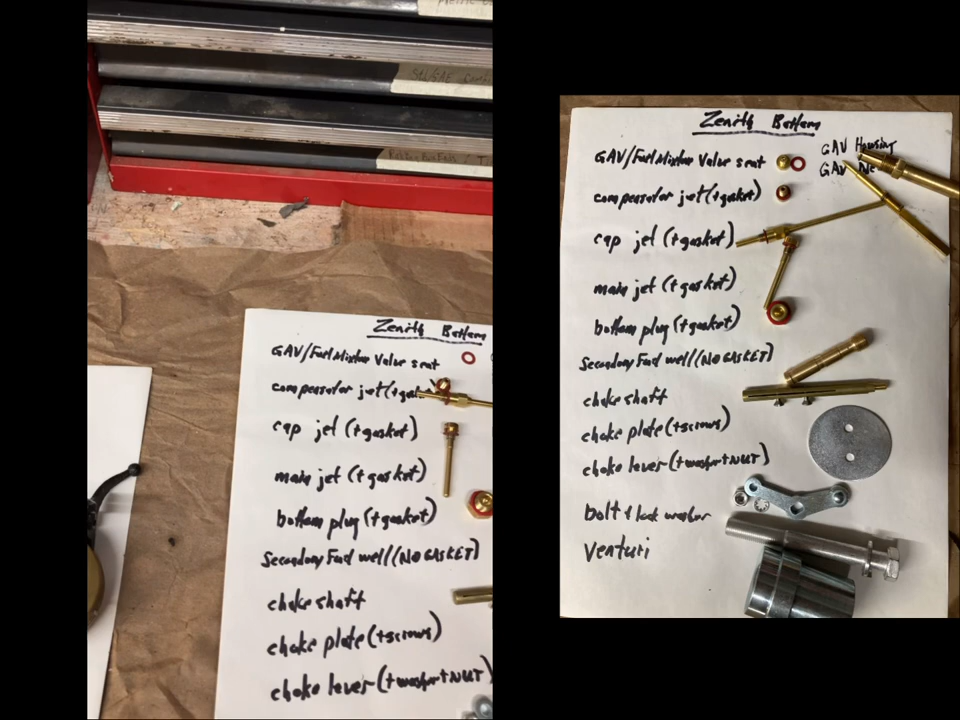 Zenith Bottom
GAV/Fuel Mixture Valve seat
compensator jet (+gas
cap jet (+gasket)
main jet (+gasket)
bottom plug (+gasket)
Secondary Fuel well (NO GASKET)
choke shaft
choke plate (+screws)
choke lever (+washer+NUT)
Zenith Bottom
GAV/Fuel Mixture Valve seat
GAV Housing
GAV Ne
compensator jet (+gasket)
cap jet (+gasket)
main jet (+gasket)
bottom plug (+gasket)
Secondary Fuel well (NO GASKET)
choke shaft
choke plate (+screws)
choke lever (+washer+NUT)
bolt + lock washer
Venturi